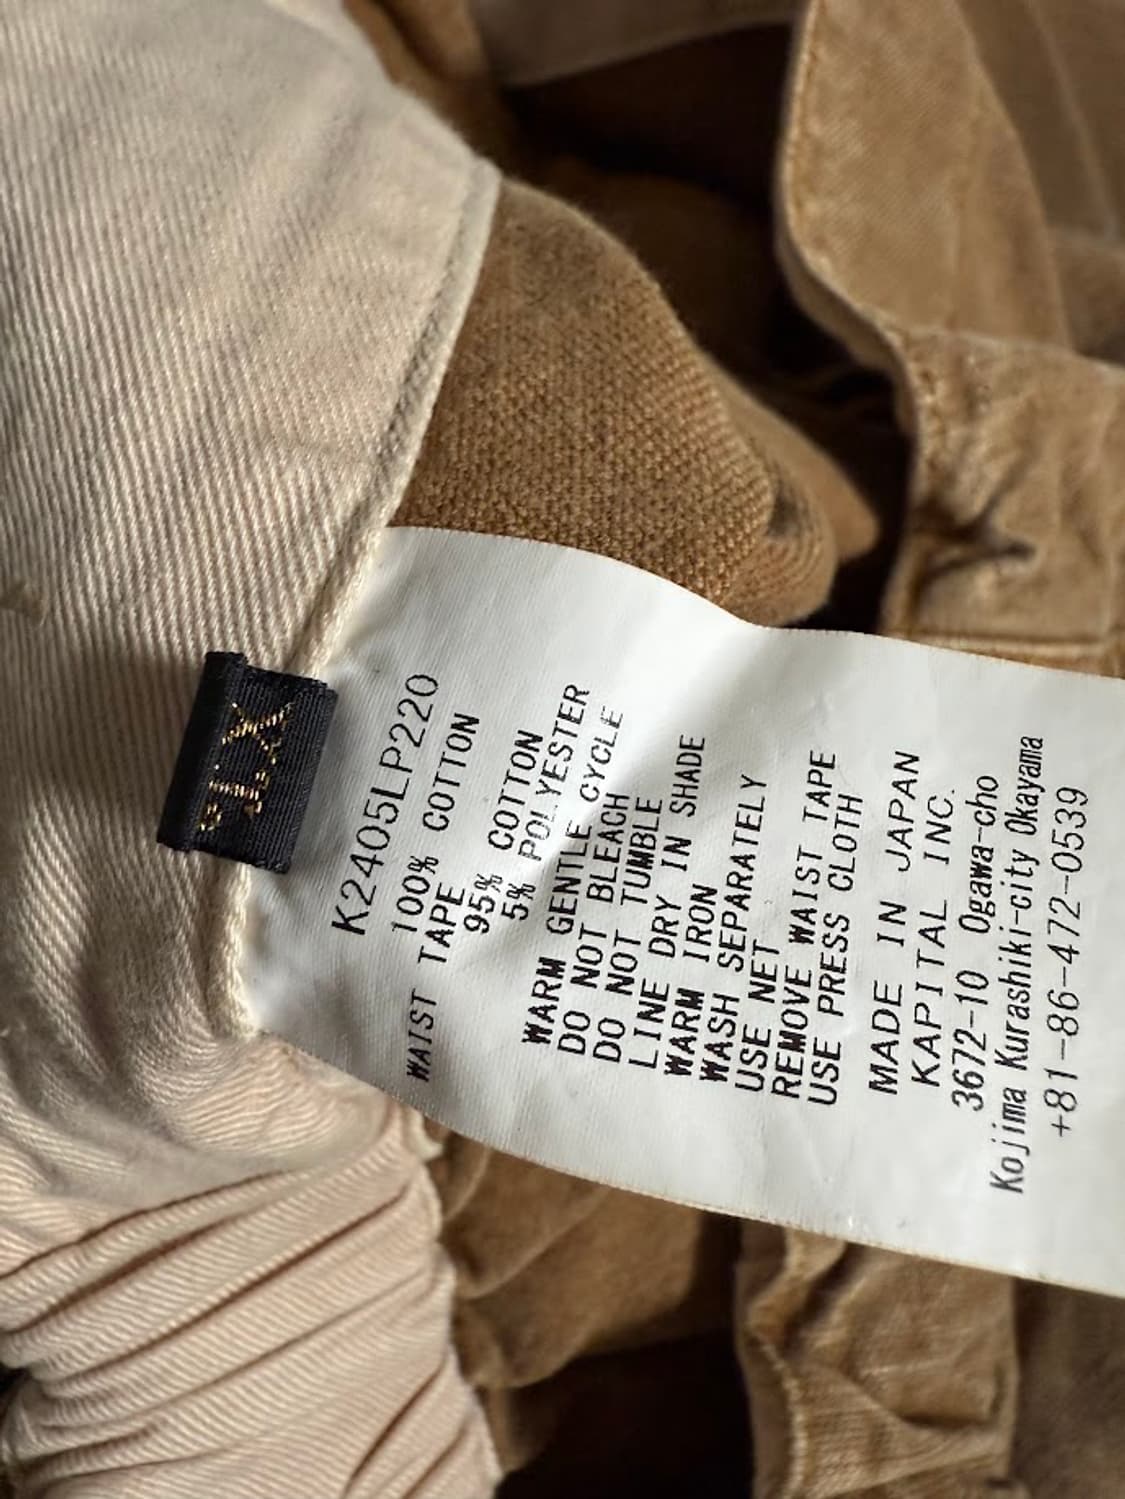 XL
K2405LP220
100% COTTON
WAIST TAPE
95% COTTON
5% POLYESTER
WARM GENTLE CYCLE
DO NOT BLEACH
DO NOT TUMBLE
LINE DRY IN SHADE
WARM IRON
WASH SEPARATELY
USE NET
REMOVE WAIST TAPE
USE PRESS CLOTH
MADE IN JAPAN
KAPITAL INC.
3672-10 Ogawa-cho
Kojima Kurashiki-city Okayama
+81-86-472-0539